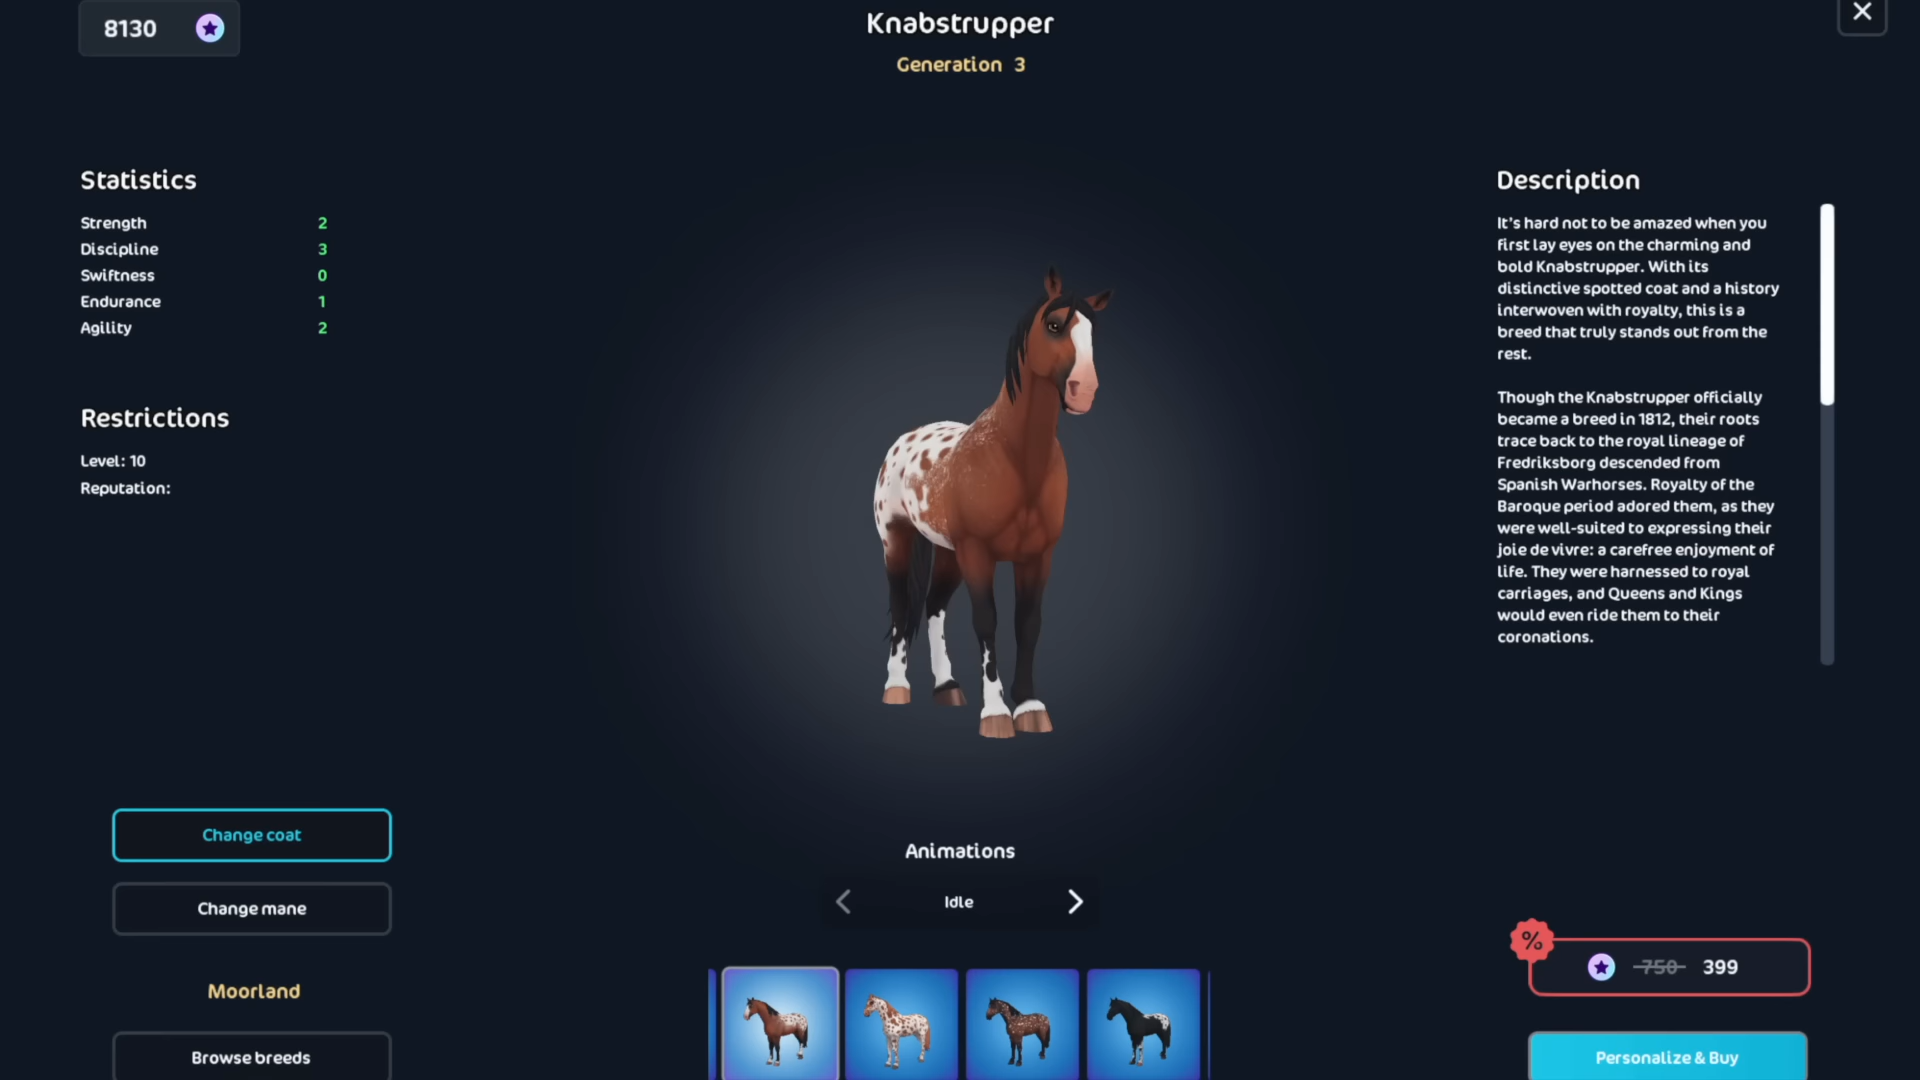 8130
Knabstrupper
Generation 3
Statistics
Strength 2
Discipline 3
Swiftness 0
Endurance 1
Agility 2
Restrictions
Level: 10
Reputation:
Description
It's hard not to be amazed when you
first lay eyes on the charming and
bold Knabstrupper. With its
distinctive spotted coat and a history
interwoven with royalty, this is a
breed that truly stands out from the
rest.
Though the Knabstrupper officially
became a breed in 1812, their roots
trace back to the royal lineage of
Fredriksborg descended from
Spanish Warhorses. Royalty of the
Baroque period adored them, as they
were well-suited to expressing their
joie de vivre: a carefree enjoyment of
life. They were harnessed to royal
carriages, and Queens and Kings
would even ride them to their
coronations.
Change coat
Change mane
Moorland
Browse breeds
Animations
Idle
%
750 399
Personalize & Buy